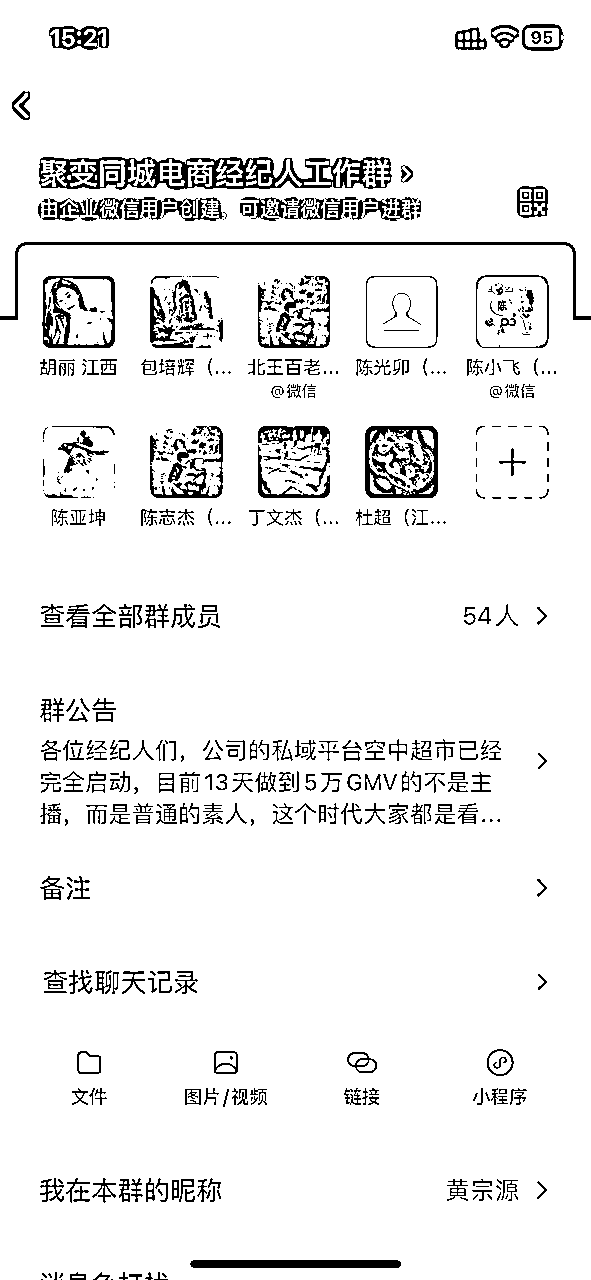 15:21
95
聚变同城电商经纪人工作群
由企业微信用户创建，可邀请微信用户进群
胡丽 江西 包培辉（... 北王百老... 陈光卯（... 陈小飞（...
@微信 @微信
陈亚坤 陈志杰（... 丁文杰（... 杜超（江...
查看全部群成员 54人
群公告
各位经纪人们，公司的私域平台空中超市已经
完全启动，目前13天做到5万GMV的不是主
播，而是普通的素人，这个时代大家都是看...
备注
查找聊天记录
文件 图片/视频 链接 小程序
我在本群的昵称 黄宗源
消息免打扰